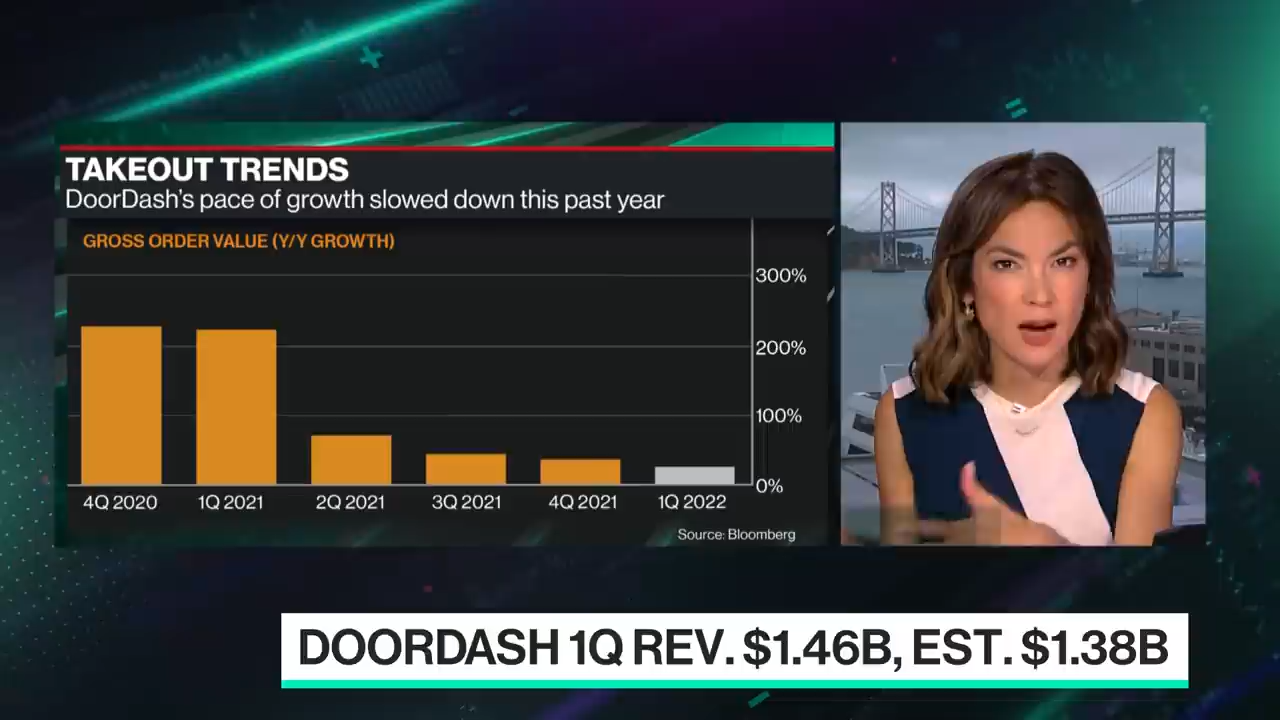 TAKEOUT TRENDS
DoorDash's pace of growth slowed down this past year
GROSS ORDER VALUE (Y/Y GROWTH)
300%
200%
100%
0%
4Q 2020 1Q 2021 2Q 2021 3Q 2021 4Q 2021 1Q 2022
Source: Bloomberg
DOORDASH 1Q REV. $1.46B, EST. $1.38B